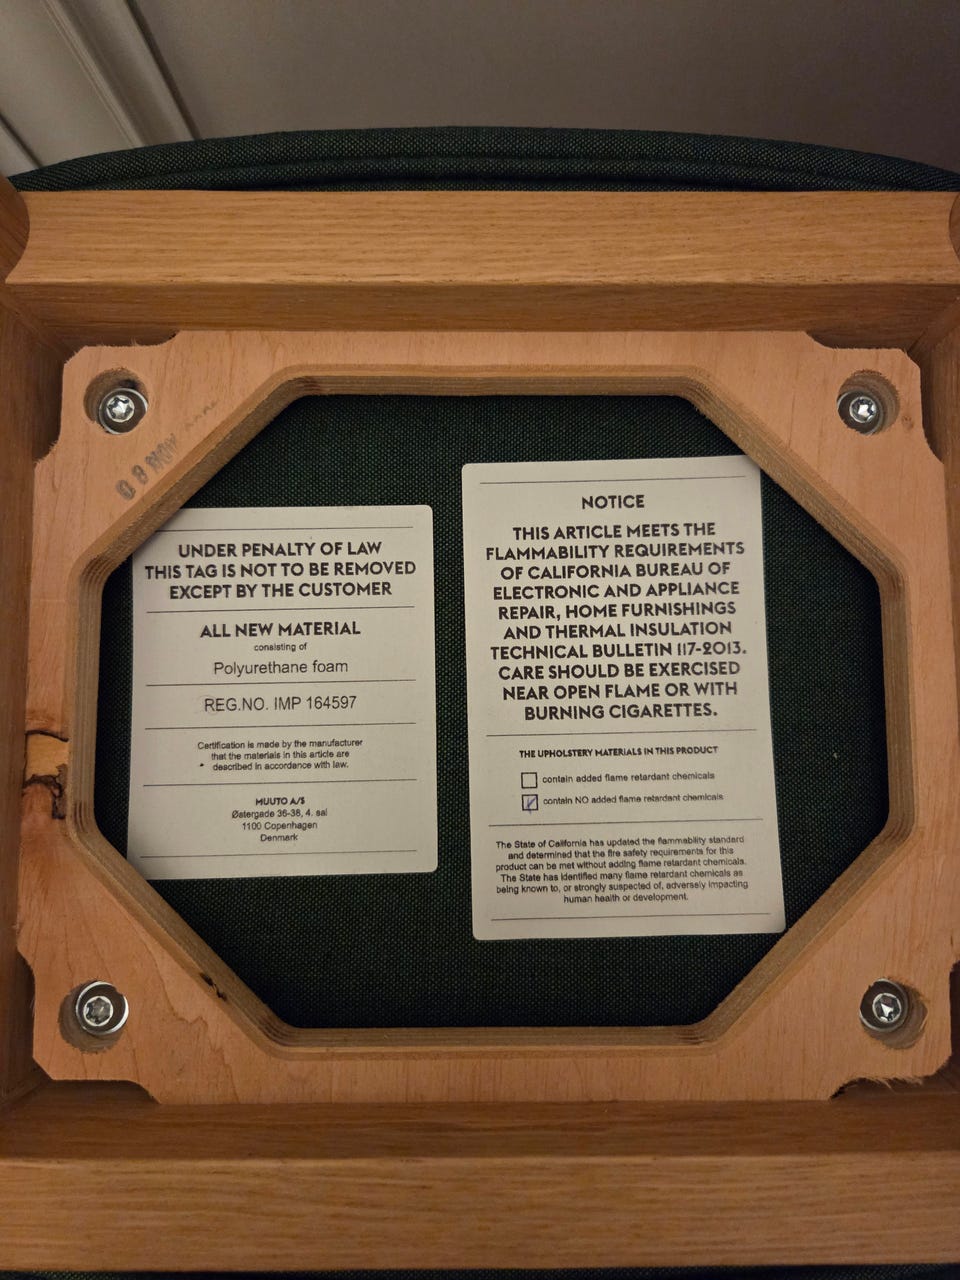 08 NOV
UNDER PENALTY OF LAW
THIS TAG IS NOT TO BE REMOVED
EXCEPT BY THE CUSTOMER
ALL NEW MATERIAL
consisting of
Polyurethane foam
REG.NO. IMP 164597
Certification is made by the manufacturer
that the materials in this article are
described in accordance with law.
MUUTO A/S
Østergade 36-38, 4. sal
1100 Copenhagen
Denmark
NOTICE
THIS ARTICLE MEETS THE
FLAMMABILITY REQUIREMENTS
OF CALIFORNIA BUREAU OF
ELECTRONIC AND APPLIANCE
REPAIR, HOME FURNISHINGS
AND THERMAL INSULATION
TECHNICAL BULLETIN 117-2013.
CARE SHOULD BE EXERCISED
NEAR OPEN FLAME OR WITH
BURNING CIGARETTES.
THE UPHOLSTERY MATERIALS IN THIS PRODUCT
contain added flame retardant chemicals
contain NO added flame retardant chemicals
The State of California has updated the flammability standard
and determined that the fire safety requirements for this
product can be met without adding flame retardant chemicals.
The State has identified many flame retardant chemicals as
being known to, or strongly suspected of, adversely impacting
human health or development.